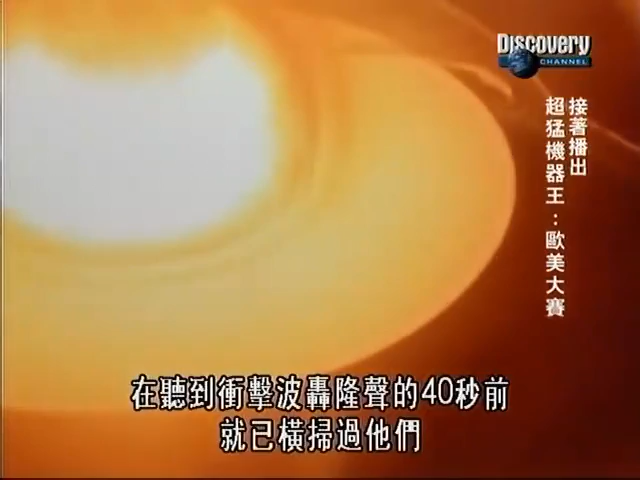 Discovery
CHANNEL
接著播出
超猛機器王：歐美大賽
在聽到衝擊波轟隆聲的40秒前
就已橫掃過他們